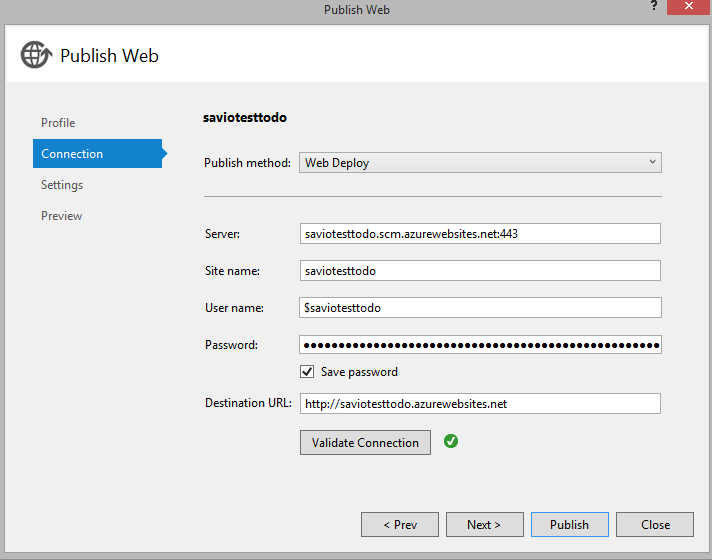 Publish Web
?
Publish Web
saviotesttodo
Profile
Connection
Settings
Preview
Publish method: Web Deploy
Server: saviotesttodo.scm.azurewebsites.net:443
Site name: saviotesttodo
User name: $saviotesttodo
Password: ●●●●●●●●●●●●●●●●●●●●●●●●●●●●●●●●●●●●●●●●●●●●●●●●●●●
Save password
Destination URL: http://saviotesttodo.azurewebsites.net
Validate Connection
< Prev Next > Publish Close